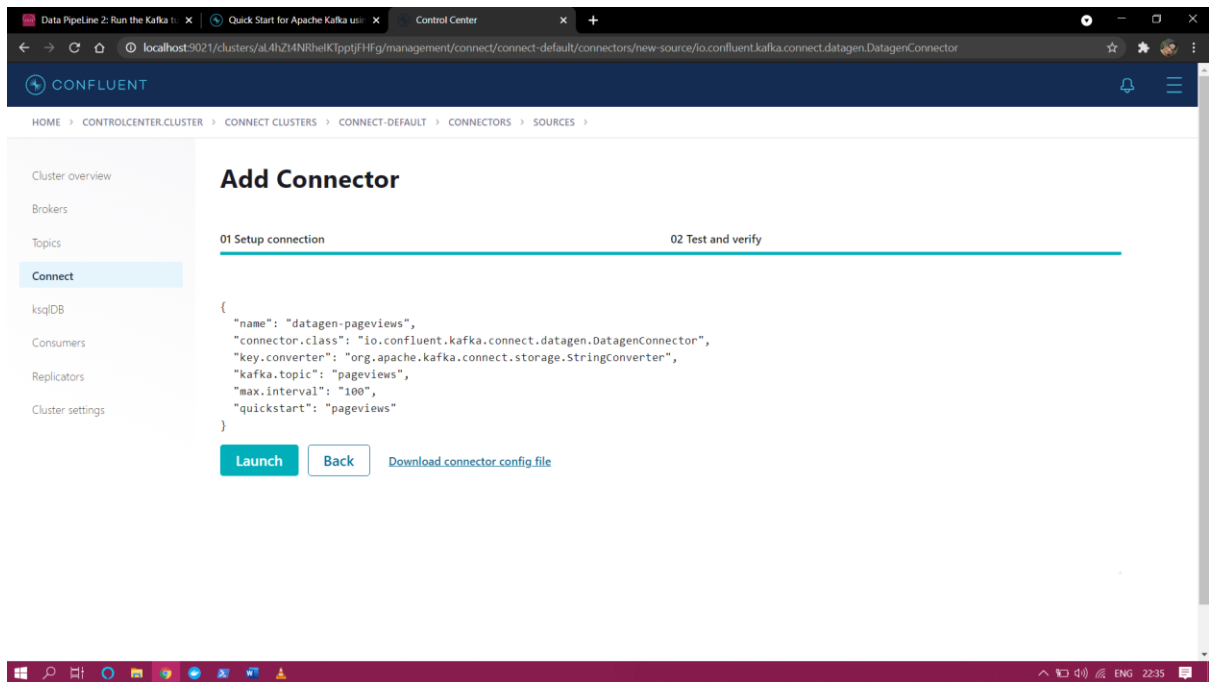 Data PipeLine 2: Run the Kafka tu
Quick Start for Apache Kafka usin
Control Center
localhost:9021/clusters/aL4hZt4NRhelKTpptjFHFg/management/connect/connect-default/connectors/new-source/io.confluent.kafka.connect.datagen.DatagenConnector
CONFLUENT
HOME > CONTROLCENTER.CLUSTER > CONNECT CLUSTERS > CONNECT-DEFAULT > CONNECTORS > SOURCES >
Cluster overview
Brokers
Topics
Connect
ksqlDB
Consumers
Replicators
Cluster settings
Add Connector
01 Setup connection
02 Test and verify
{
"name": "datagen-pageviews",
"connector.class": "io.confluent.kafka.connect.datagen.DatagenConnector",
"key.converter": "org.apache.kafka.connect.storage.StringConverter",
"kafka.topic": "pageviews",
"max.interval": "100",
"quickstart": "pageviews"
}
Launch
Back
Download connector config file
ENG 22:35